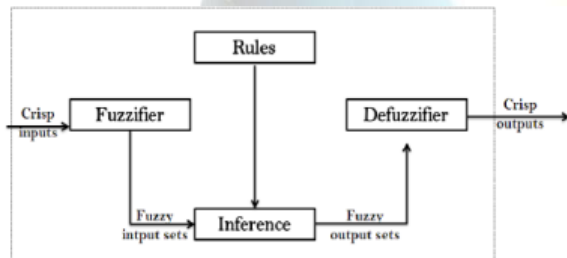 Rules
Crisp
inputs
Fuzzifier
Defuzzifier
Crisp
outputs
Fuzzy
intput sets
Inference
Fuzzy
output sets